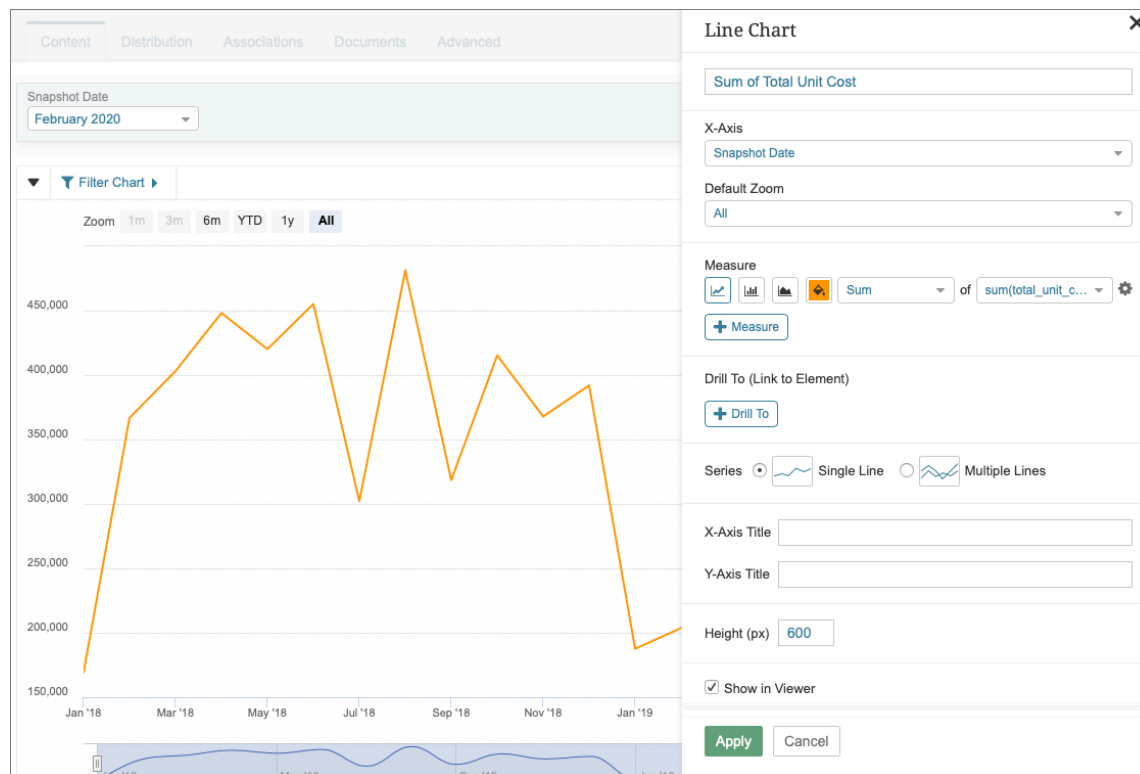 Content Distribution Associations Documents Advanced
Snapshot Date
February 2020
Filter Chart
Zoom 1m 3m 6m YTD 1y All
450,000
400,000
350,000
300,000
250,000
200,000
150,000
Jan '18 Mar '18 May '18 Jul '18 Sep '18 Nov '18 Jan '19
Line Chart
Sum of Total Unit Cost
X-Axis
Snapshot Date
Default Zoom
All
Measure
Sum of sum(total_unit_c...
Measure
Drill To (Link to Element)
Drill To
Series Single Line Multiple Lines
X-Axis Title
Y-Axis Title
Height (px) 600
Show in Viewer
Apply Cancel